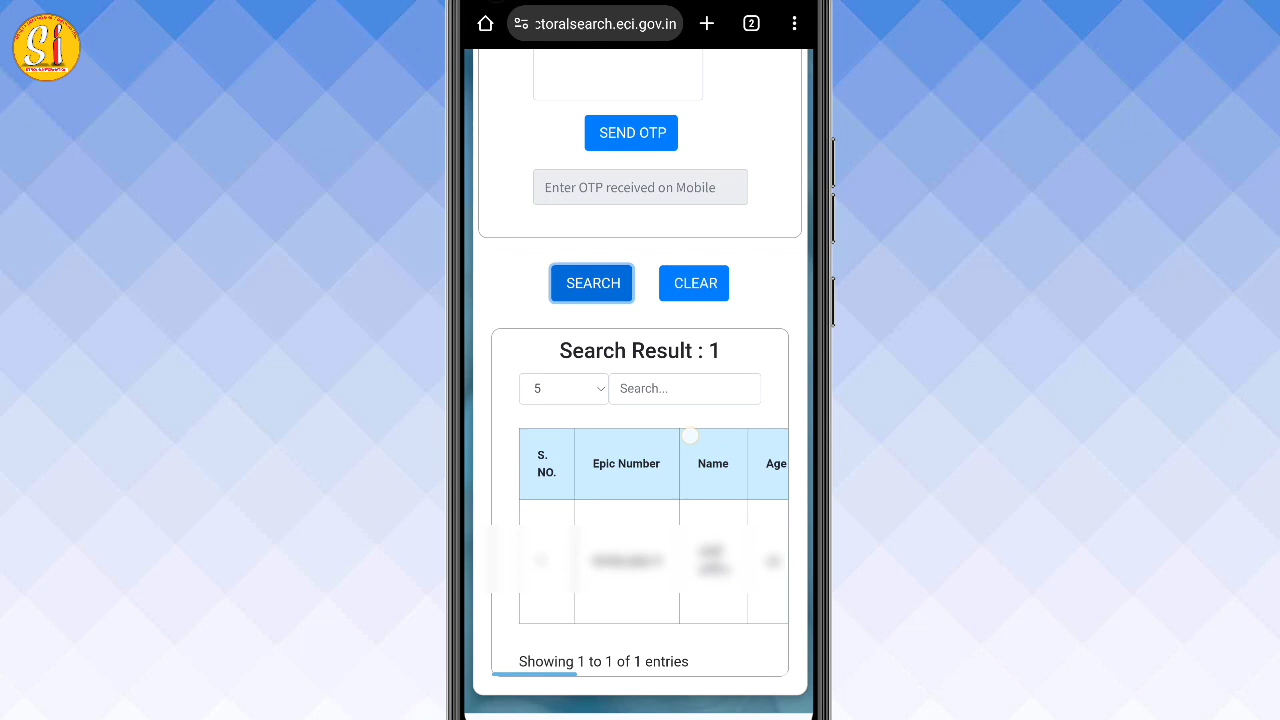 Si
ctoralsearch.eci.gov.in
2
SEND OTP
Enter OTP received on Mobile
SEARCH
CLEAR
Search Result : 1
5
Search...
S. NO.
Epic Number
Name
Age
Showing 1 to 1 of 1 entries